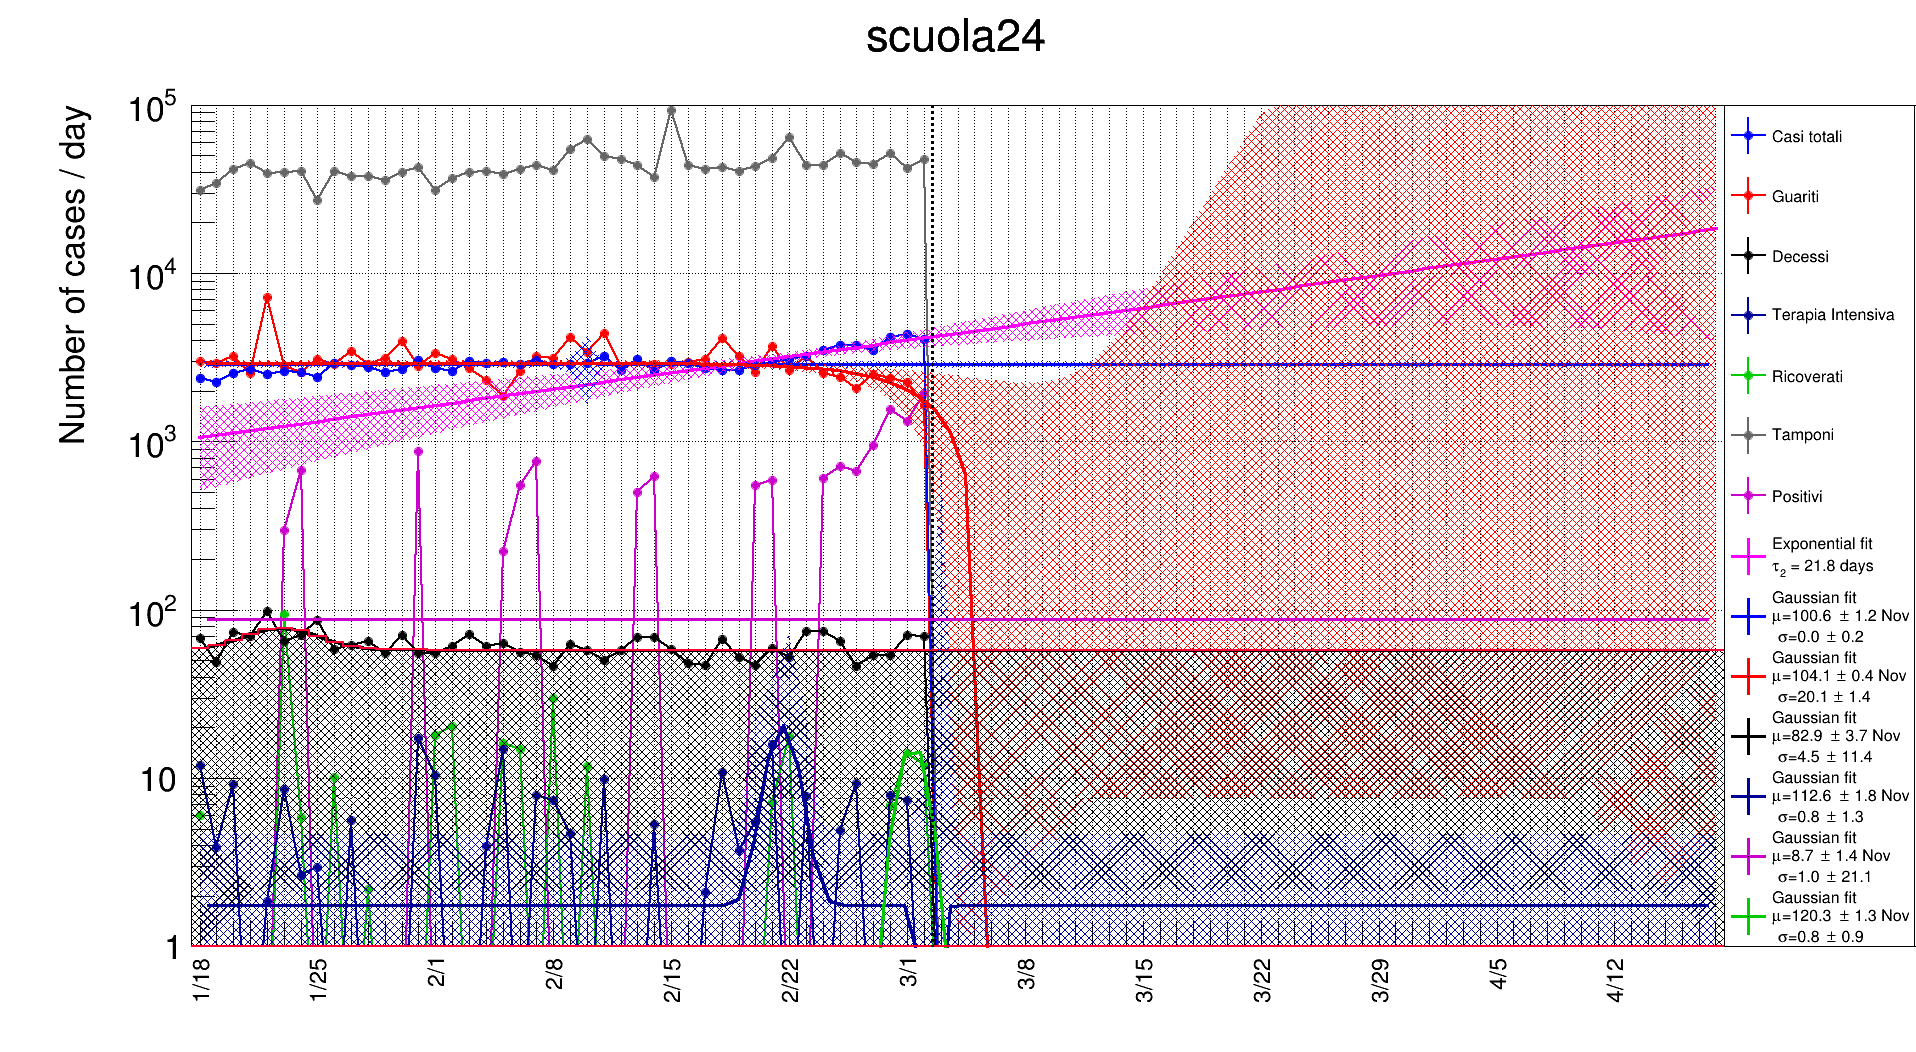 scuola24
Number of cases / day
10^5
10^4
10^3
10^2
10
1
1/18
1/25
2/1
2/8
2/15
2/22
3/1
3/8
3/15
3/22
3/29
4/5
4/12
Casi totali
Guariti
Decessi
Terapia Intensiva
Ricoverati
Tamponi
Positivi
Exponential fit
τ2 = 21.8 days
Gaussian fit
μ=100.6 ± 1.2 Nov
σ=0.0 ± 0.2
Gaussian fit
μ=104.1 ± 0.4 Nov
σ=20.1 ± 1.4
Gaussian fit
μ=82.9 ± 3.7 Nov
σ=4.5 ± 11.4
Gaussian fit
μ=112.6 ± 1.8 Nov
σ=0.8 ± 1.3
Gaussian fit
μ=8.7 ± 1.4 Nov
σ=1.0 ± 21.1
Gaussian fit
μ=120.3 ± 1.3 Nov
σ=0.8 ± 0.9